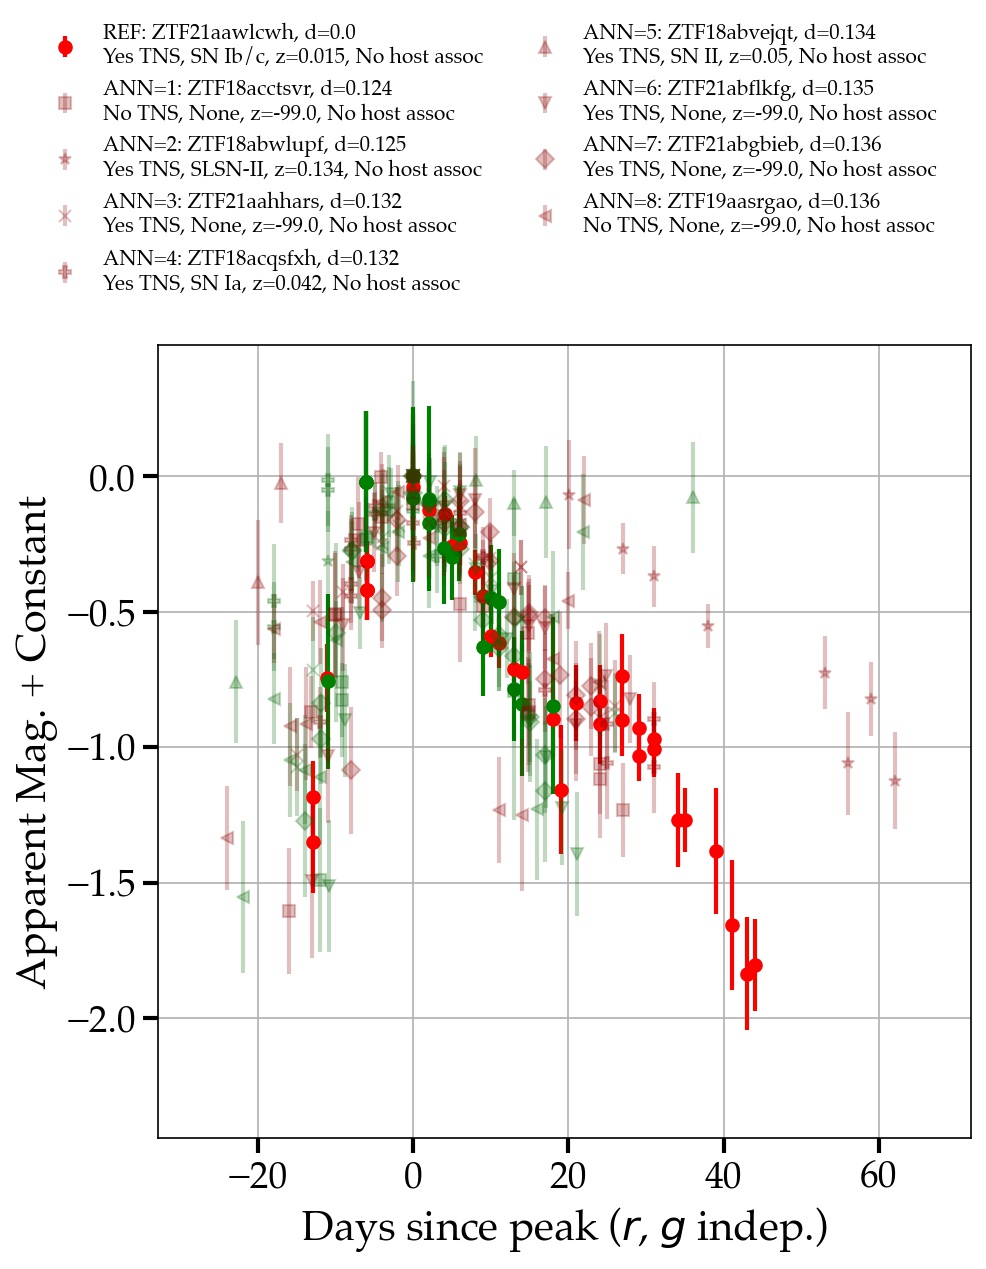 REF: ZTF21aawlcwh, d=0.0
Yes TNS, SN Ib/c, z=0.015, No host assoc
ANN=1: ZTF18acctsvr, d=0.124
No TNS, None, z=-99.0, No host assoc
ANN=2: ZTF18abwlupf, d=0.125
Yes TNS, SLSN-II, z=0.134, No host assoc
ANN=3: ZTF21aahhars, d=0.132
Yes TNS, None, z=-99.0, No host assoc
ANN=4: ZTF18acqsfxh, d=0.132
Yes TNS, SN Ia, z=0.042, No host assoc
ANN=5: ZTF18abvejqt, d=0.134
Yes TNS, SN II, z=0.05, No host assoc
ANN=6: ZTF21abflkfg, d=0.135
Yes TNS, None, z=-99.0, No host assoc
ANN=7: ZTF21abgbieb, d=0.136
Yes TNS, None, z=-99.0, No host assoc
ANN=8: ZTF19aasrgao, d=0.136
No TNS, None, z=-99.0, No host assoc
Apparent Mag. + Constant
0.0
−0.5
−1.0
−1.5
−2.0
−20 0 20 40 60
Days since peak (r, g indep.)